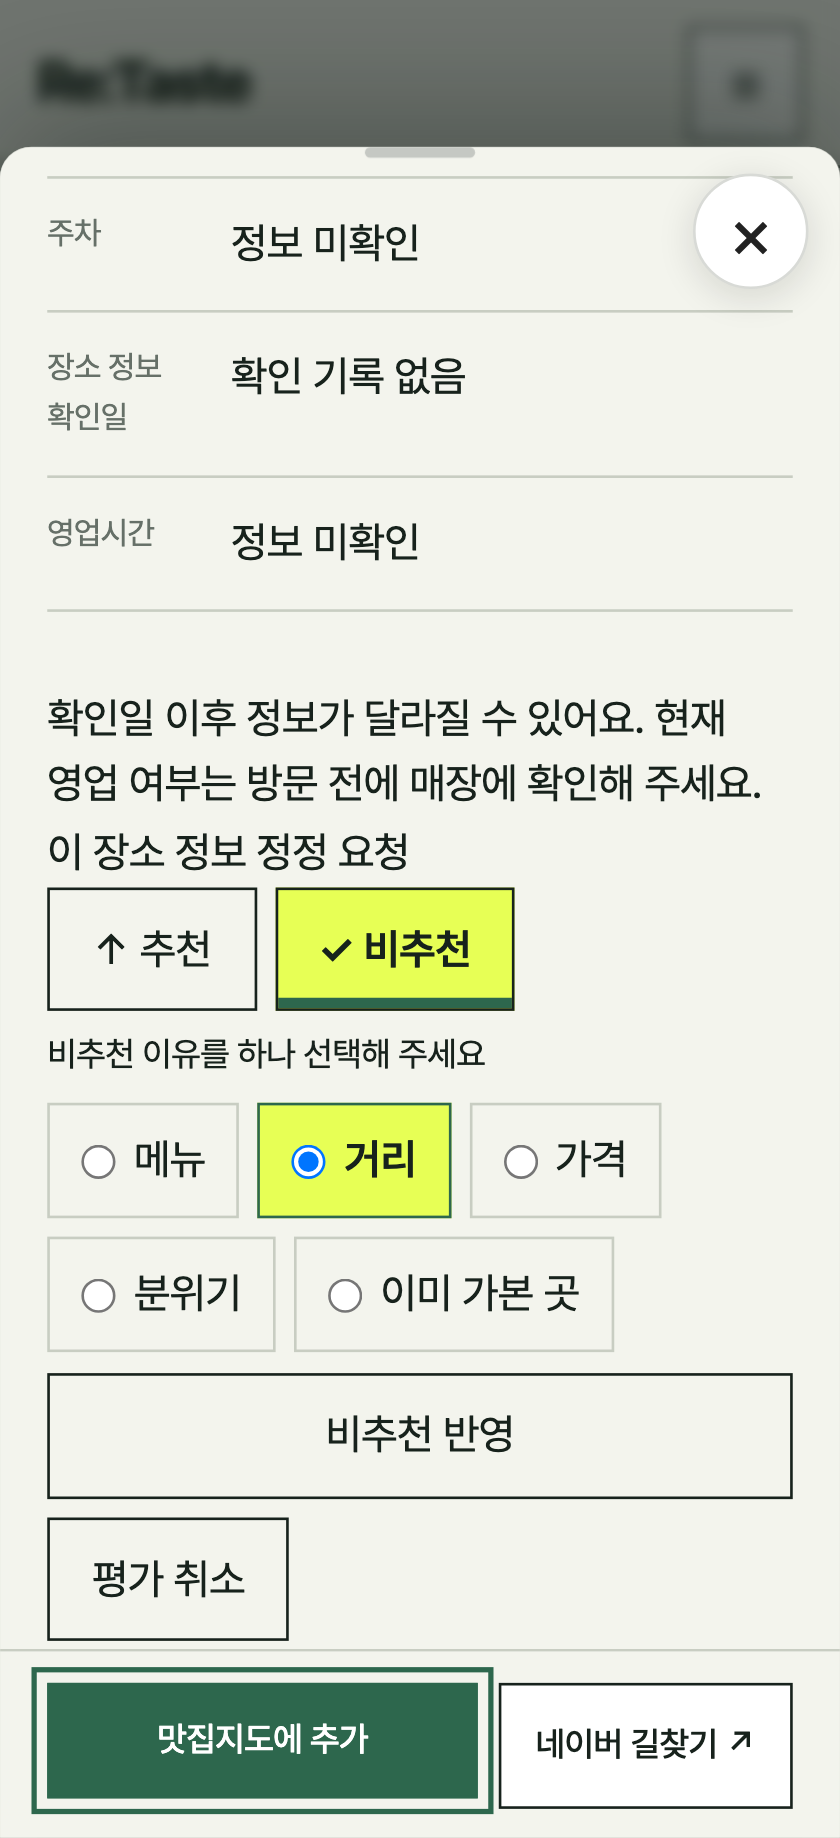 Re:Taste
주차
정보 미확인
장소 정보
확인일
확인 기록 없음
영업시간
정보 미확인
확인일 이후 정보가 달라질 수 있어요. 현재
영업 여부는 방문 전에 매장에 확인해 주세요.
이 장소 정보 정정 요청
↑ 추천
✓ 비추천
비추천 이유를 하나 선택해 주세요
메뉴
거리
가격
분위기
이미 가본 곳
비추천 반영
평가 취소
맛집지도에 추가
네이버 길찾기 ↗